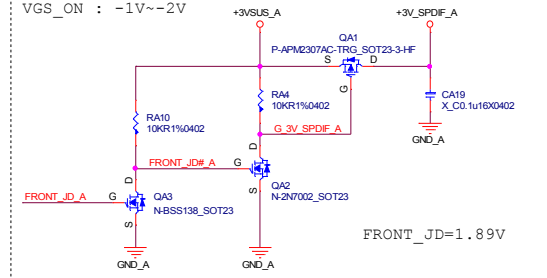 VGS_ON : -1V~-2V
+3VSUS_A
+3V_SPDIF_A
QA1
P-APM2307AC-TRG_SOT23-3-HF
S
D
G
RA10
10KR1%0402
RA4
10KR1%0402
CA19
X_C0.1u16X0402
G_3V_SPDIF_A
GND_A
FRONT_JD#_A
G
D
S
QA2
N-2N7002_SOT23
FRONT_JD_A
G
D
S
QA3
N-BSS138_SOT23
FRONT_JD=1.89V
GND_A
GND_A